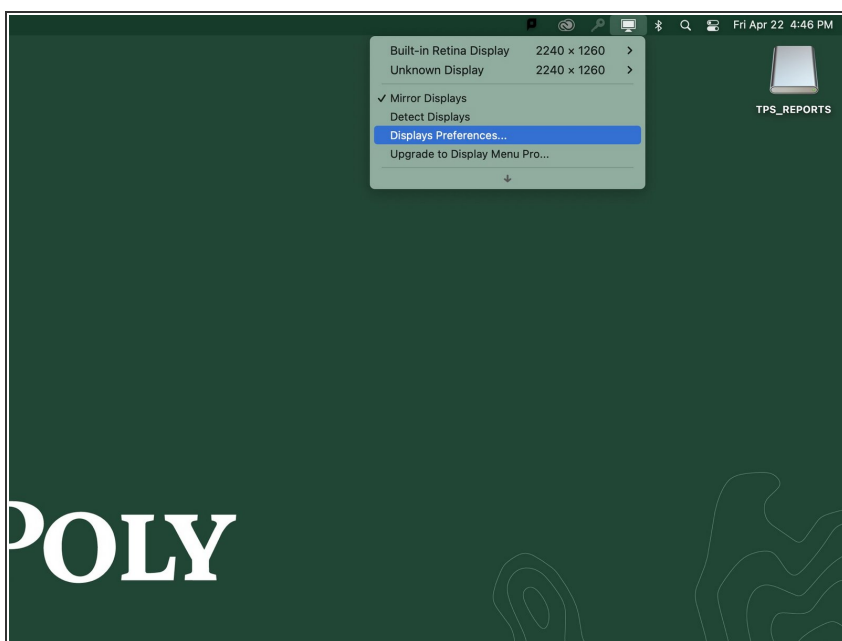 Fri Apr 22 4:46 PM
Built-in Retina Display 2240 × 1260 >
Unknown Display 2240 × 1260 >
✓ Mirror Displays
Detect Displays
Displays Preferences...
Upgrade to Display Menu Pro...
TPS_REPORTS
POLY